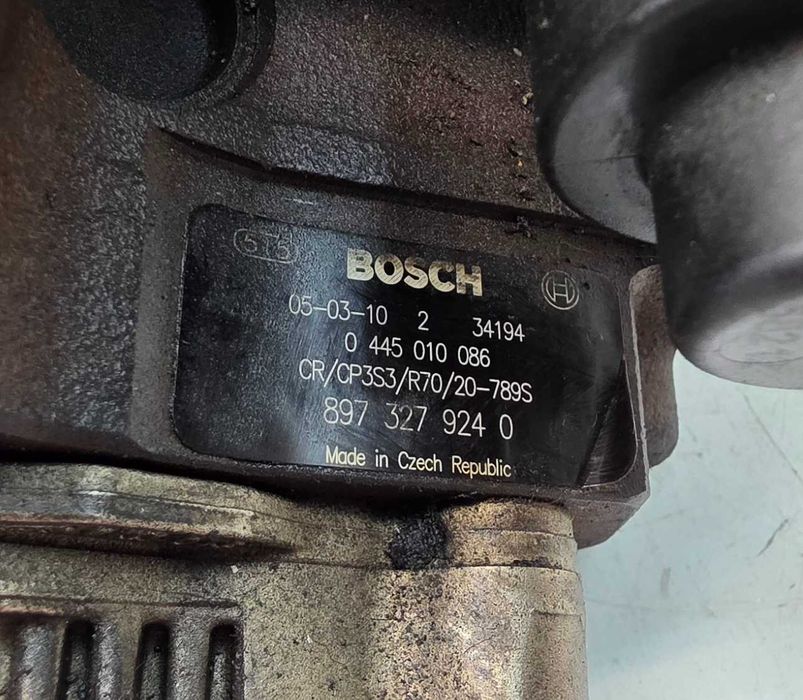 575 BOSCH
05-03-10 2 34194
0 445 010 086
CR/CP3S3/R70/20-789S
897 327 924 0
Made in Czech Republic